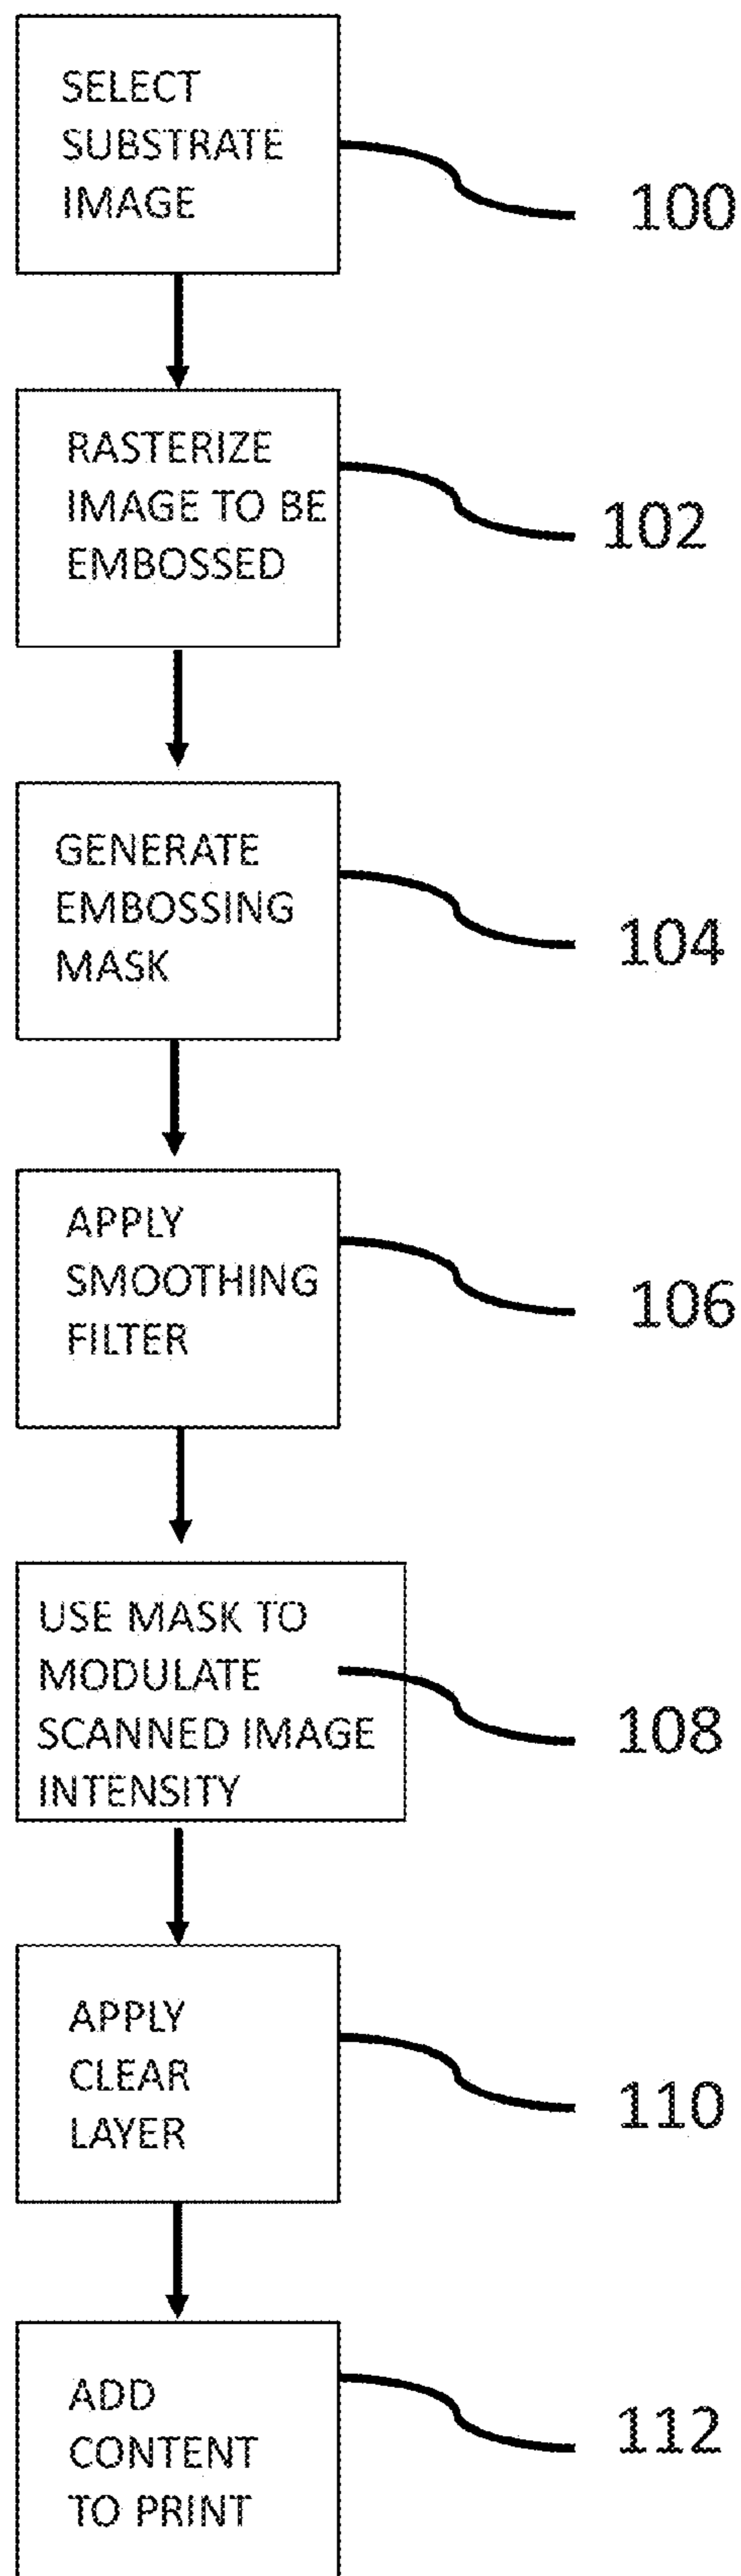 SELECT
SUBSTRATE
IMAGE
100
RASTERIZE
IMAGE TO BE
EMBOSSED
102
GENERATE
EMBOSSING
MASK
104
APPLY
SMOOTHING
FILTER
106
USE MASK TO
MODULATE
SCANNED IMAGE
INTENSITY
108
APPLY
CLEAR
LAYER
110
ADD
CONTENT
TO PRINT
112